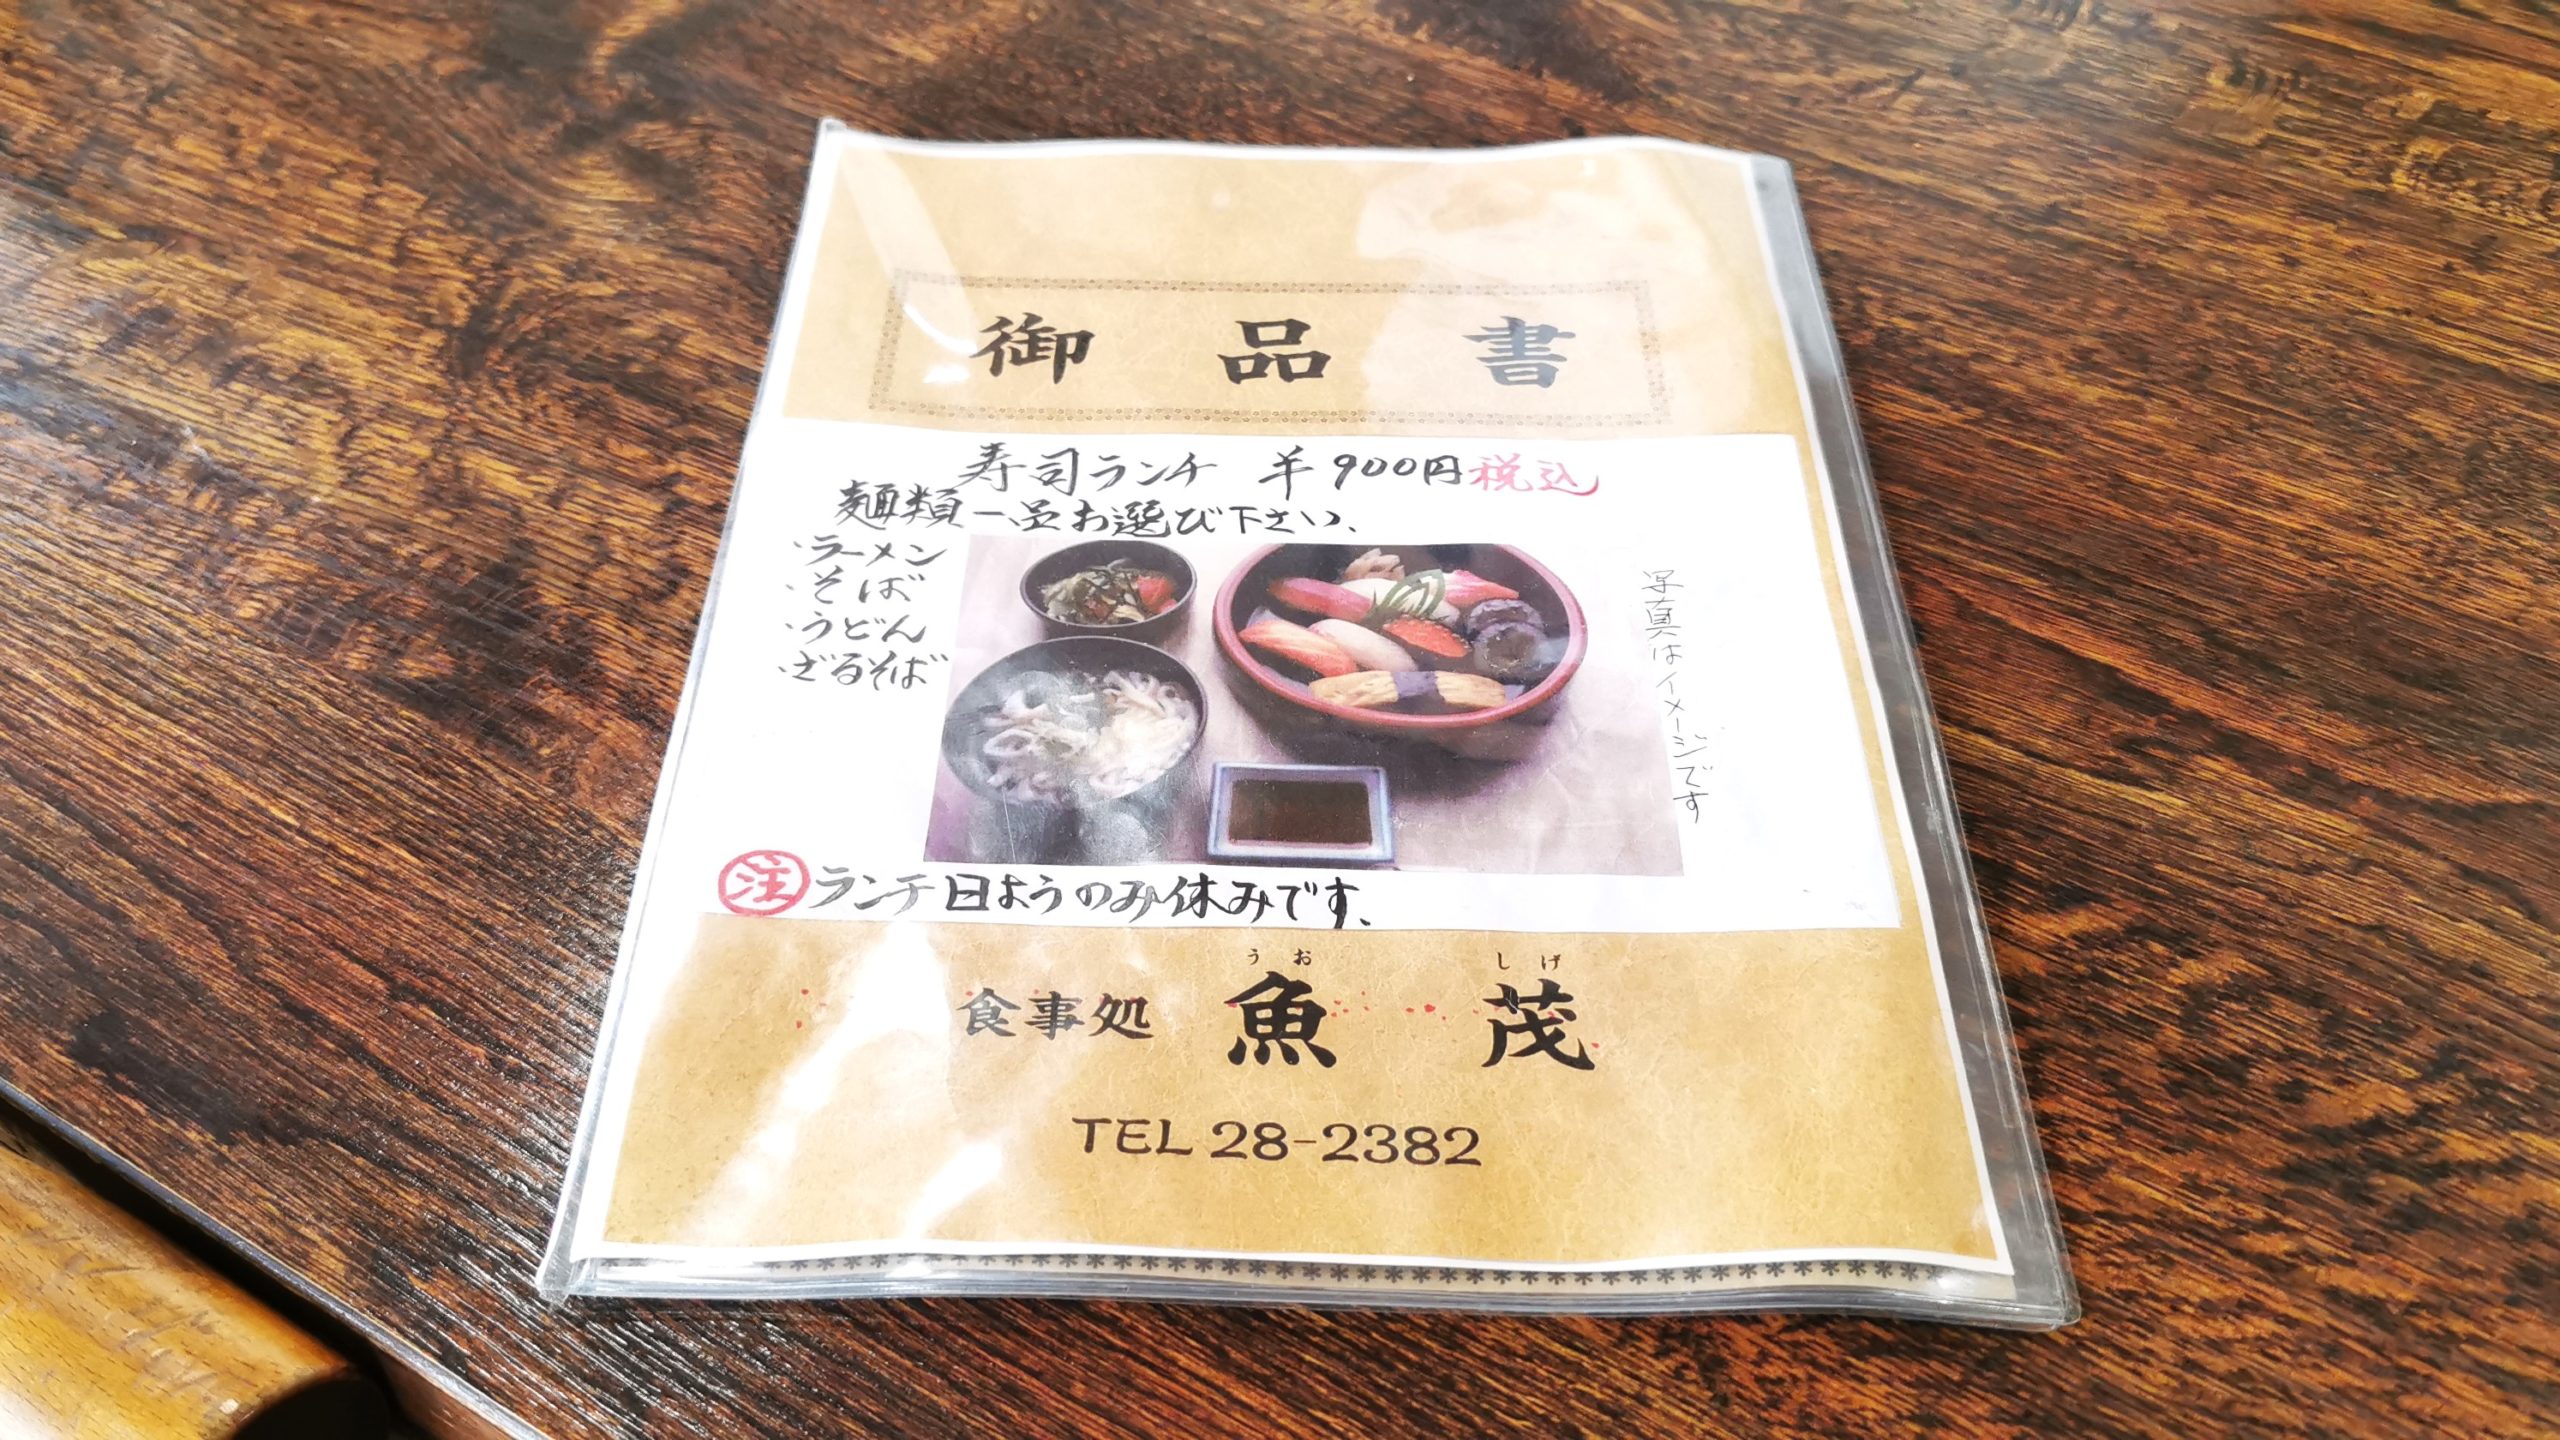 御品書
寿司ランチ ¥900円税込
麺類一品お選び下さい、
・ラーメン
・そば
・うどん
・ざるそば
写真はイメージです
注 ランチ日ようのみ休みです、
うお しげ
食事処 魚茂
TEL 28-2382